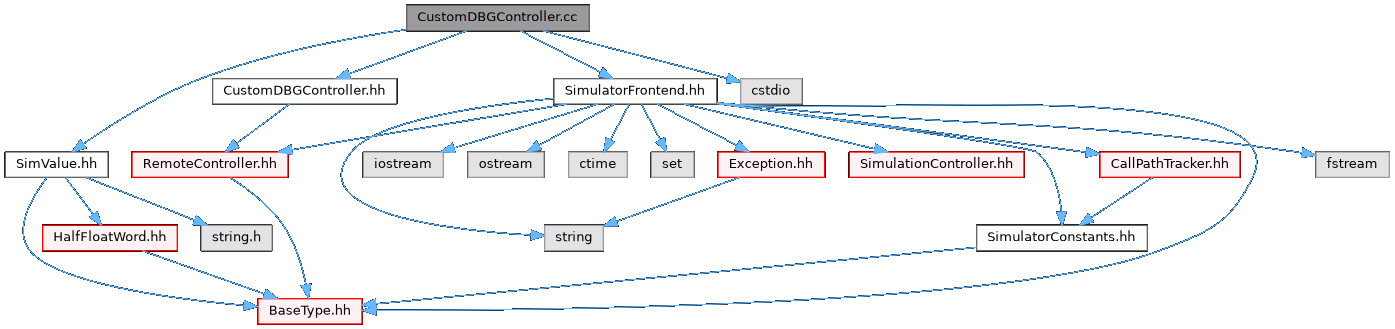 CustomDBGController.cc
CustomDBGController.hh
SimulatorFrontend.hh
cstdio
SimValue.hh
RemoteController.hh
iostream
ostream
ctime
set
Exception.hh
SimulationController.hh
CallPathTracker.hh
fstream
HalfFloatWord.hh
string.h
string
SimulatorConstants.hh
BaseType.hh